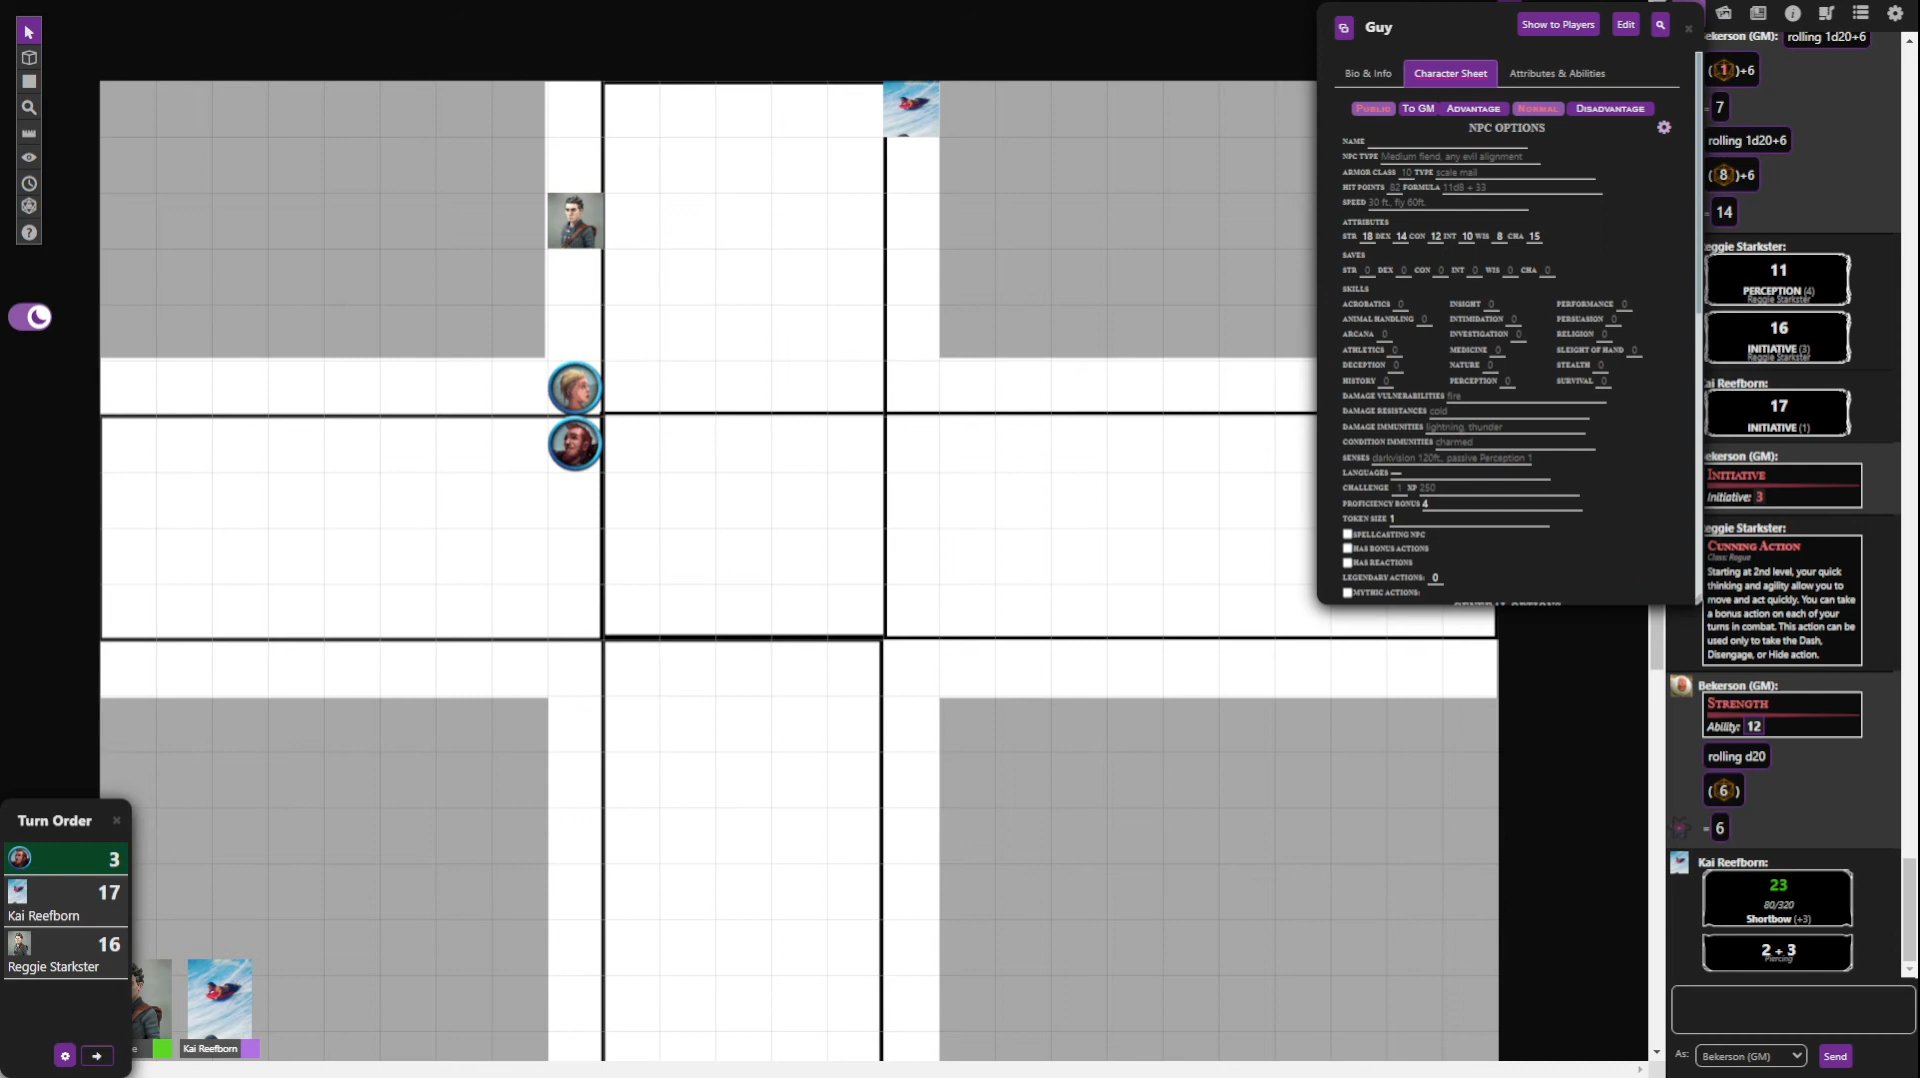 Guy
Show to Players
Edit
Bio & Info
Character Sheet
Attributes & Abilities
PUBLIC
TO GM
ADVANTAGE
NORMAL
DISADVANTAGE
NPC OPTIONS
NAME
NPC TYPE Medium fiend, any evil alignment
ARMOR CLASS 10 TYPE scale mail
HIT POINTS 82 FORMULA 11d8 + 33
SPEED 30 ft., fly 60ft.
ATTRIBUTES
STR 18 DEX 14 CON 12 INT 10 WIS 8 CHA 15
SAVES
STR 0 DEX 0 CON 0 INT 0 WIS 0 CHA 0
SKILLS
ACROBATICS 0 INSIGHT 0 PERFORMANCE 0
ANIMAL HANDLING 0 INTIMIDATION 0 PERSUASION 0
ARCANA 0 INVESTIGATION 0 RELIGION 0
ATHLETICS 0 MEDICINE 0 SLEIGHT OF HAND 0
DECEPTION 0 NATURE 0 STEALTH 0
HISTORY 0 PERCEPTION 0 SURVIVAL 0
DAMAGE VULNERABILITIES fire
DAMAGE RESISTANCES cold
DAMAGE IMMUNITIES lightning, thunder
CONDITION IMMUNITIES charmed
SENSES darkvision 120ft., passive Perception 1
LANGUAGES —
CHALLENGE 1 XP 250
PROFICIENCY BONUS 4
TOKEN SIZE 1
SPELLCASTING NPC
HAS BONUS ACTIONS
HAS REACTIONS
LEGENDARY ACTIONS: 0
MYTHIC ACTIONS:
GENERAL OPTIONS
ekerson (GM):
rolling 1d20+6
(1)+6
= 7
rolling 1d20+6
(8)+6
= 14
eggie Starkster:
11
PERCEPTION (4)
Reggie Starkster
16
INITIATIVE (3)
Reggie Starkster
ai Reefborn:
17
INITIATIVE (1)
ekerson (GM):
INITIATIVE
Initiative: 3
eggie Starkster:
CUNNING ACTION
Class: Rogue
Starting at 2nd level, your quick
thinking and agility allow you to
move and act quickly. You can take
a bonus action on each of your
turns in combat. This action can be
used only to take the Dash,
Disengage, or Hide action.
Bekerson (GM):
STRENGTH
Ability: 12
rolling d20
(6)
= 6
Kai Reefborn:
23
80/320
Shortbow (+3)
2 + 3
Piercing
As: Bekerson (GM)
Send
Turn Order
3
17
Kai Reefborn
16
Reggie Starkster
e
Kai Reefborn